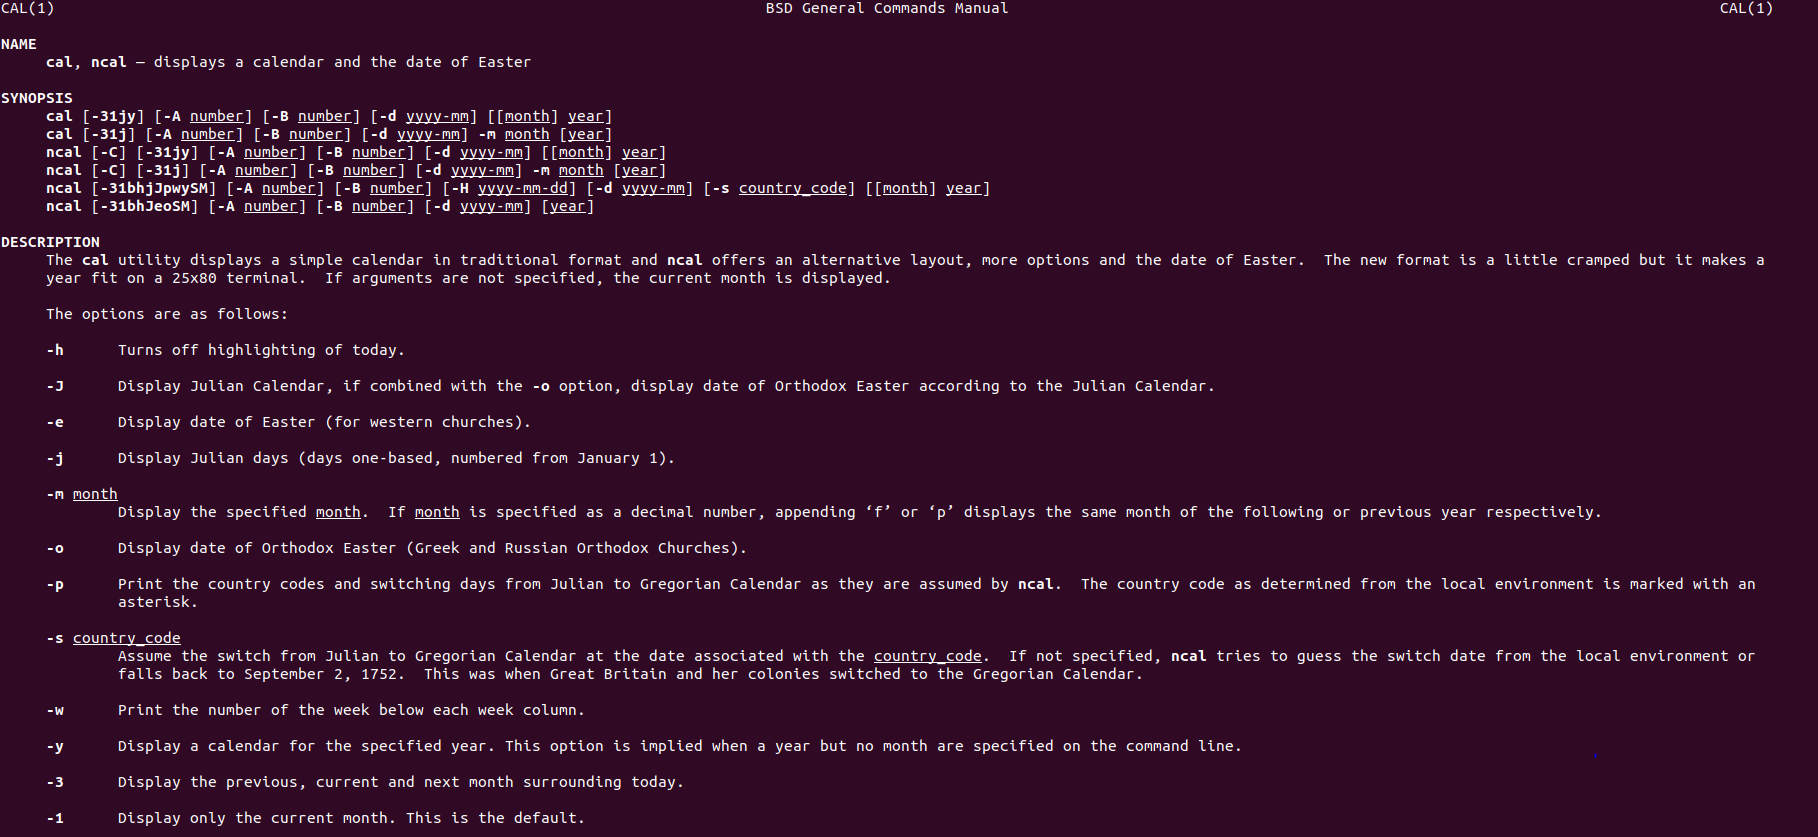 CAL(1) BSD General Commands Manual CAL(1)
NAME
cal, ncal — displays a calendar and the date of Easter
SYNOPSIS
cal [-31jy] [-A number] [-B number] [-d yyyy-mm] [[month] year]
cal [-31j] [-A number] [-B number] [-d yyyy-mm] -m month [year]
ncal [-C] [-31jy] [-A number] [-B number] [-d yyyy-mm] [[month] year]
ncal [-C] [-31j] [-A number] [-B number] [-d yyyy-mm] -m month [year]
ncal [-31bhjJpwySM] [-A number] [-B number] [-H yyyy-mm-dd] [-d yyyy-mm] [-s country_code] [[month] year]
ncal [-31bhJeoSM] [-A number] [-B number] [-d yyyy-mm] [year]
DESCRIPTION
The cal utility displays a simple calendar in traditional format and ncal offers an alternative layout, more options and the date of Easter.  The new format is a little cramped but it makes a
year fit on a 25x80 terminal.  If arguments are not specified, the current month is displayed.
The options are as follows:
-h Turns off highlighting of today.
-J Display Julian Calendar, if combined with the -o option, display date of Orthodox Easter according to the Julian Calendar.
-e Display date of Easter (for western churches).
-j Display Julian days (days one-based, numbered from January 1).
-m month
Display the specified month.  If month is specified as a decimal number, appending ‘f’ or ‘p’ displays the same month of the following or previous year respectively.
-o Display date of Orthodox Easter (Greek and Russian Orthodox Churches).
-p Print the country codes and switching days from Julian to Gregorian Calendar as they are assumed by ncal.  The country code as determined from the local environment is marked with an
asterisk.
-s country_code
Assume the switch from Julian to Gregorian Calendar at the date associated with the country_code.  If not specified, ncal tries to guess the switch date from the local environment or
falls back to September 2, 1752.  This was when Great Britain and her colonies switched to the Gregorian Calendar.
-w Print the number of the week below each week column.
-y Display a calendar for the specified year. This option is implied when a year but no month are specified on the command line.
-3 Display the previous, current and next month surrounding today.
-1 Display only the current month. This is the default.